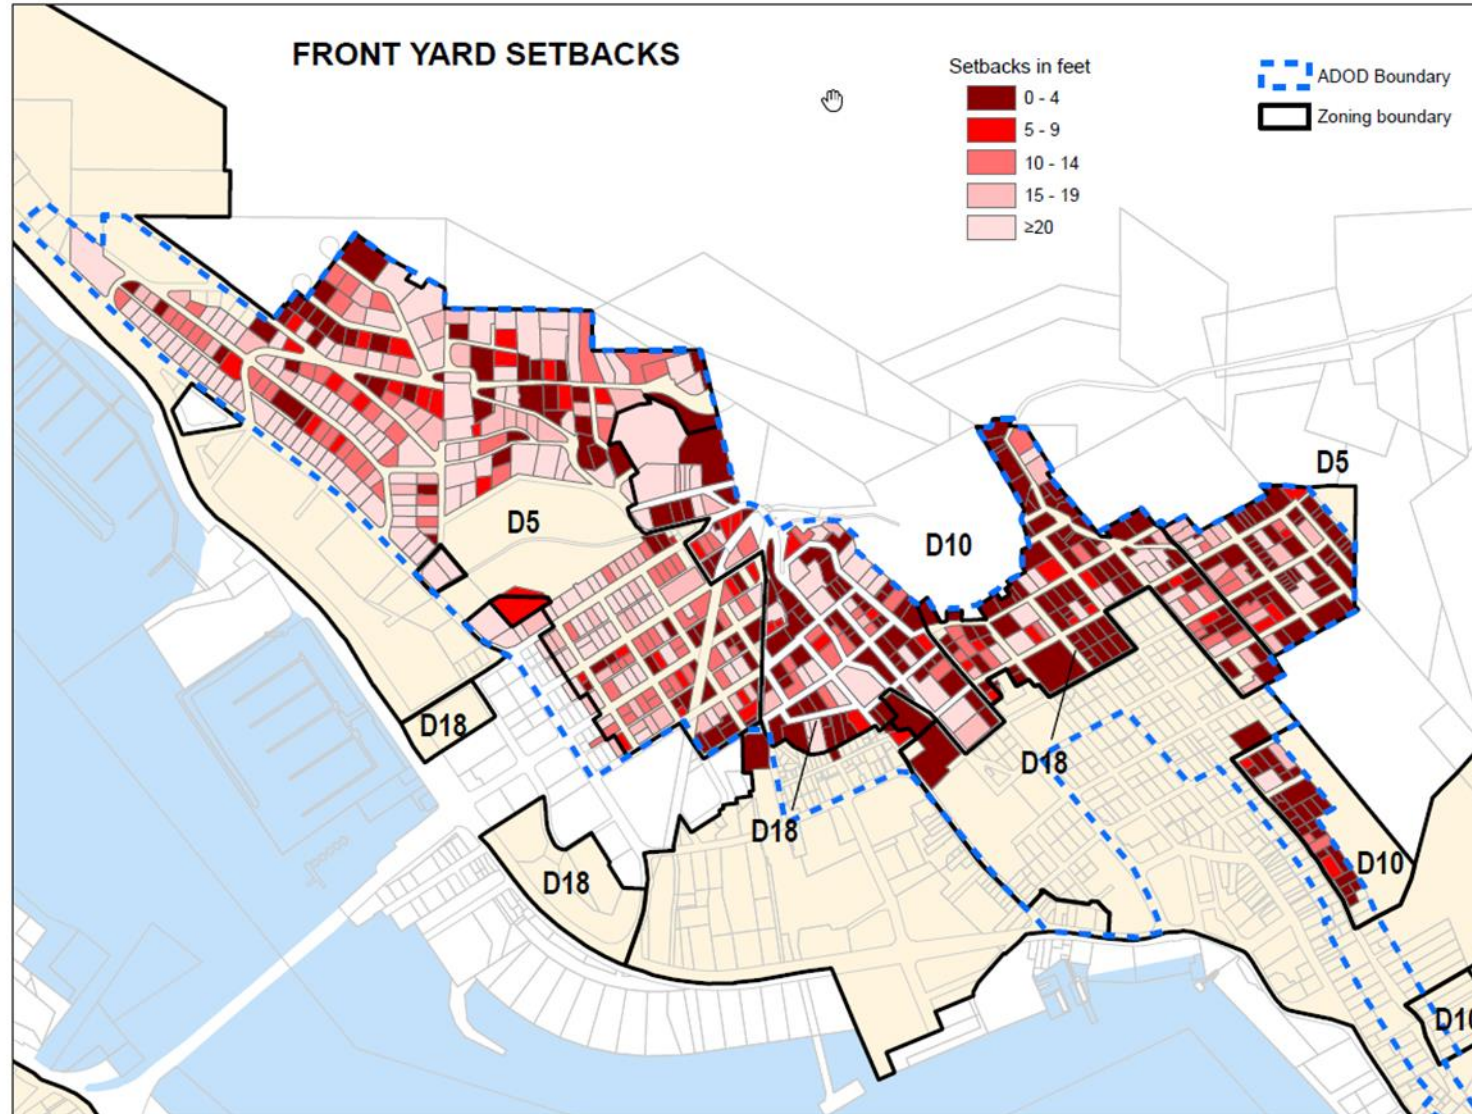 FRONT YARD SETBACKS
Setbacks in feet
0 - 4
5 - 9
10 - 14
15 - 19
≥20
ADOD Boundary
Zoning boundary
D5
D5
D10
D18
D18
D18
D18
D10